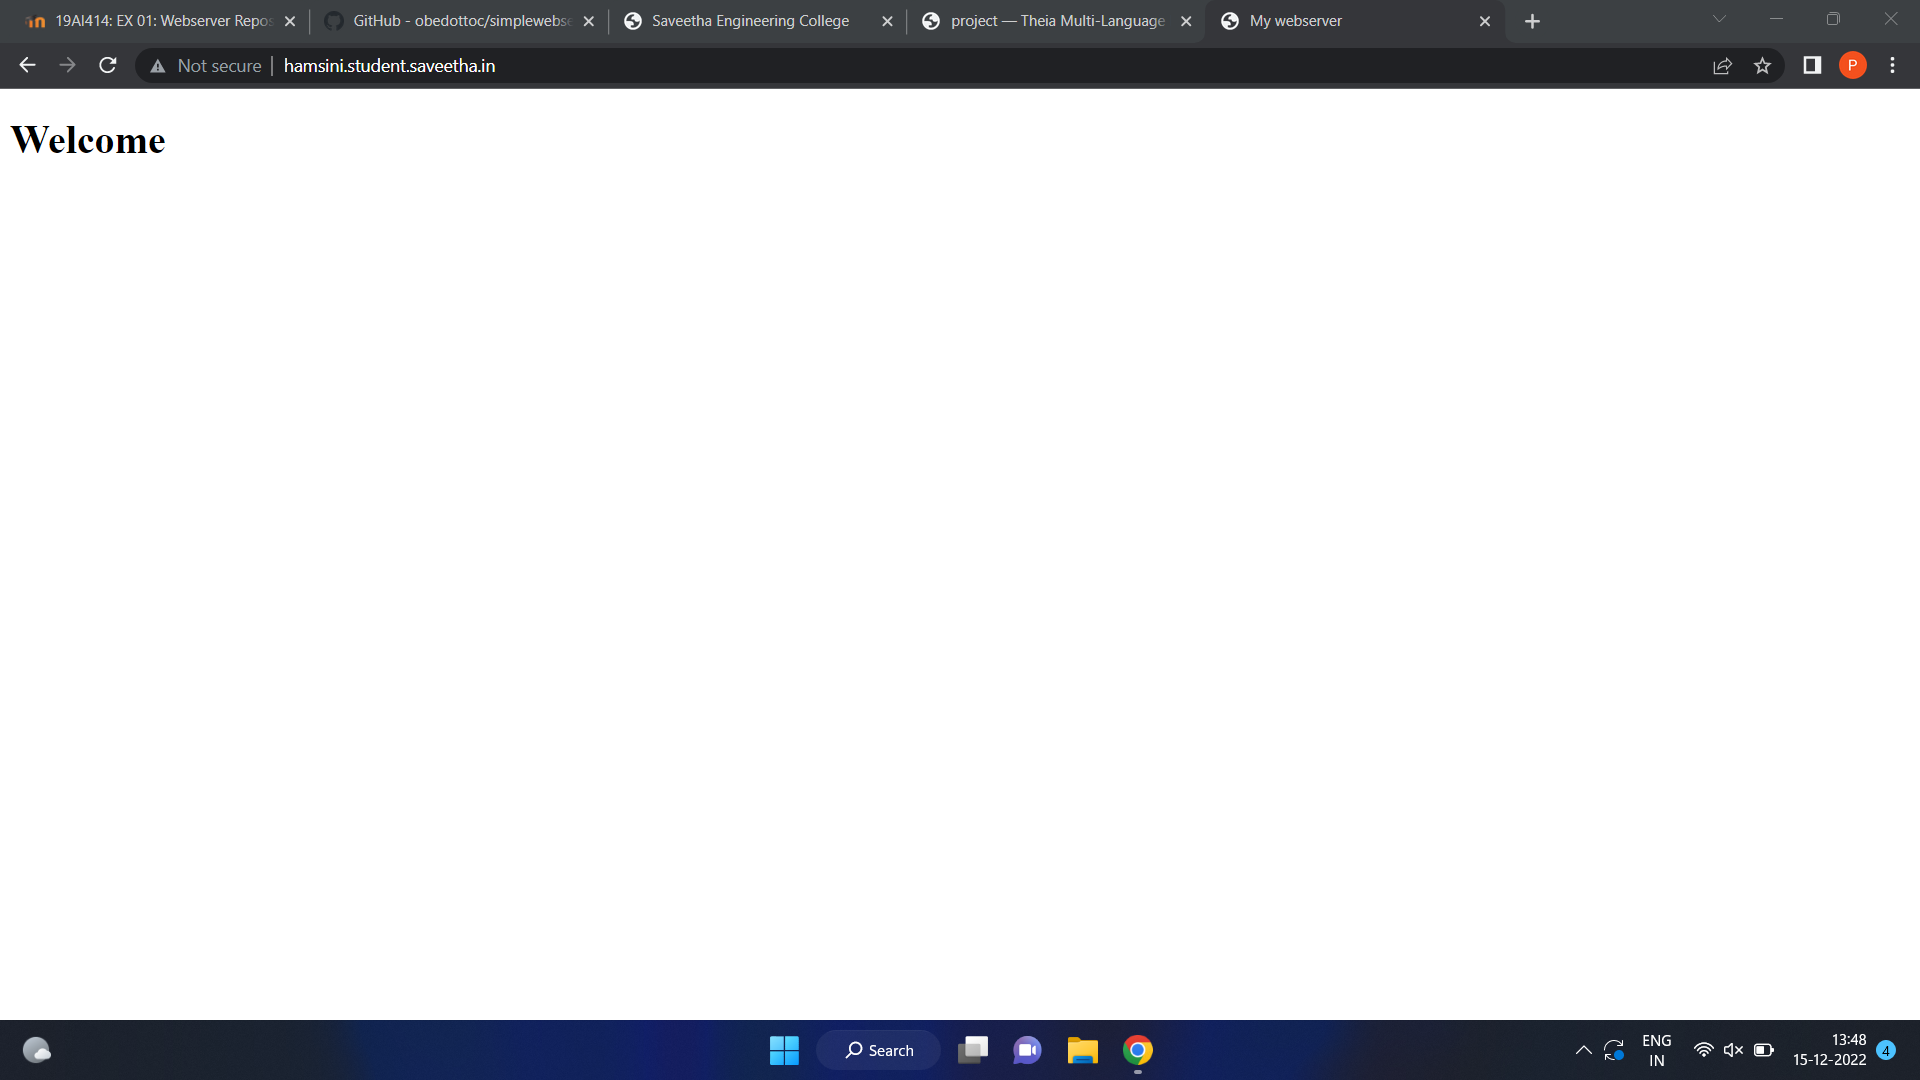 19AI414: EX 01: Webserver Repos
GitHub - obedottoc/simplewebse
Saveetha Engineering College
project — Theia Multi-Language
My webserver
Not secure
hamsini.student.saveetha.in
P
Welcome
Search
ENG
IN
13:48
15-12-2022
4